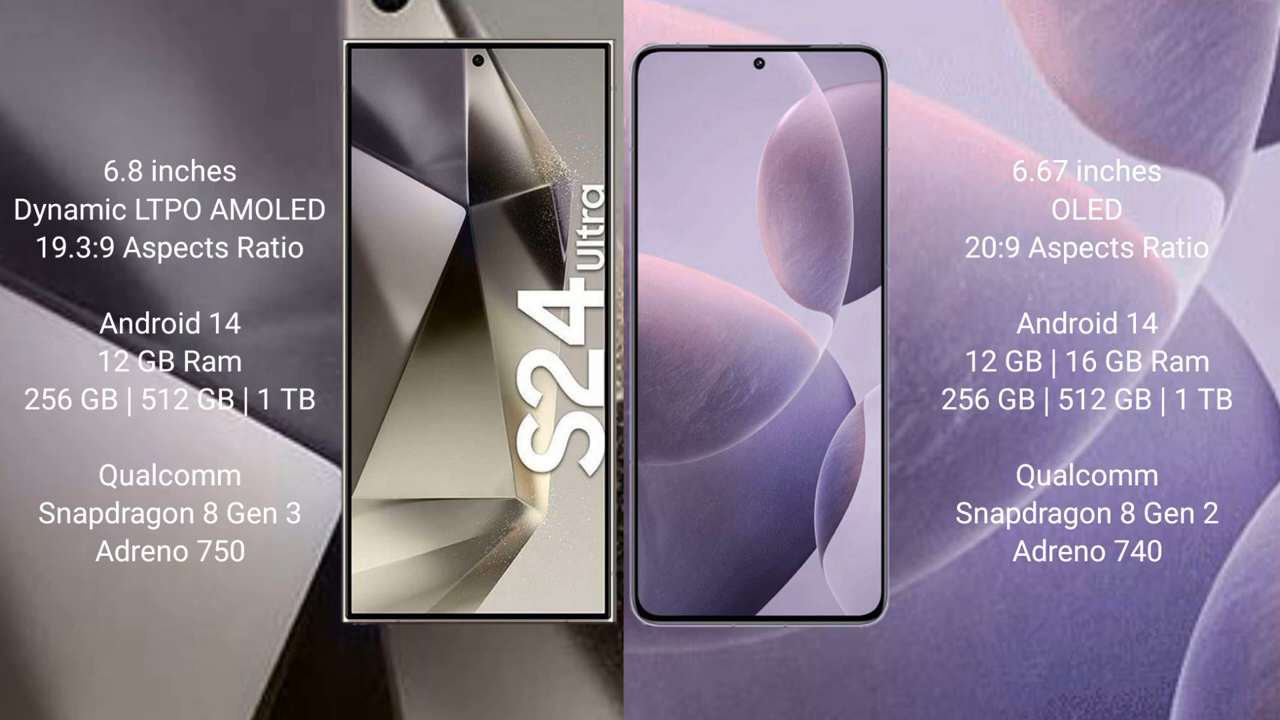 6.8 inches
Dynamic LTPO AMOLED
19.3:9 Aspects Ratio
Android 14
12 GB Ram
256 GB | 512 GB | 1 TB
Qualcomm
Snapdragon 8 Gen 3
Adreno 750
S24 ultra
6.67 inches
OLED
20:9 Aspects Ratio
Android 14
12 GB | 16 GB Ram
256 GB | 512 GB | 1 TB
Qualcomm
Snapdragon 8 Gen 2
Adreno 740